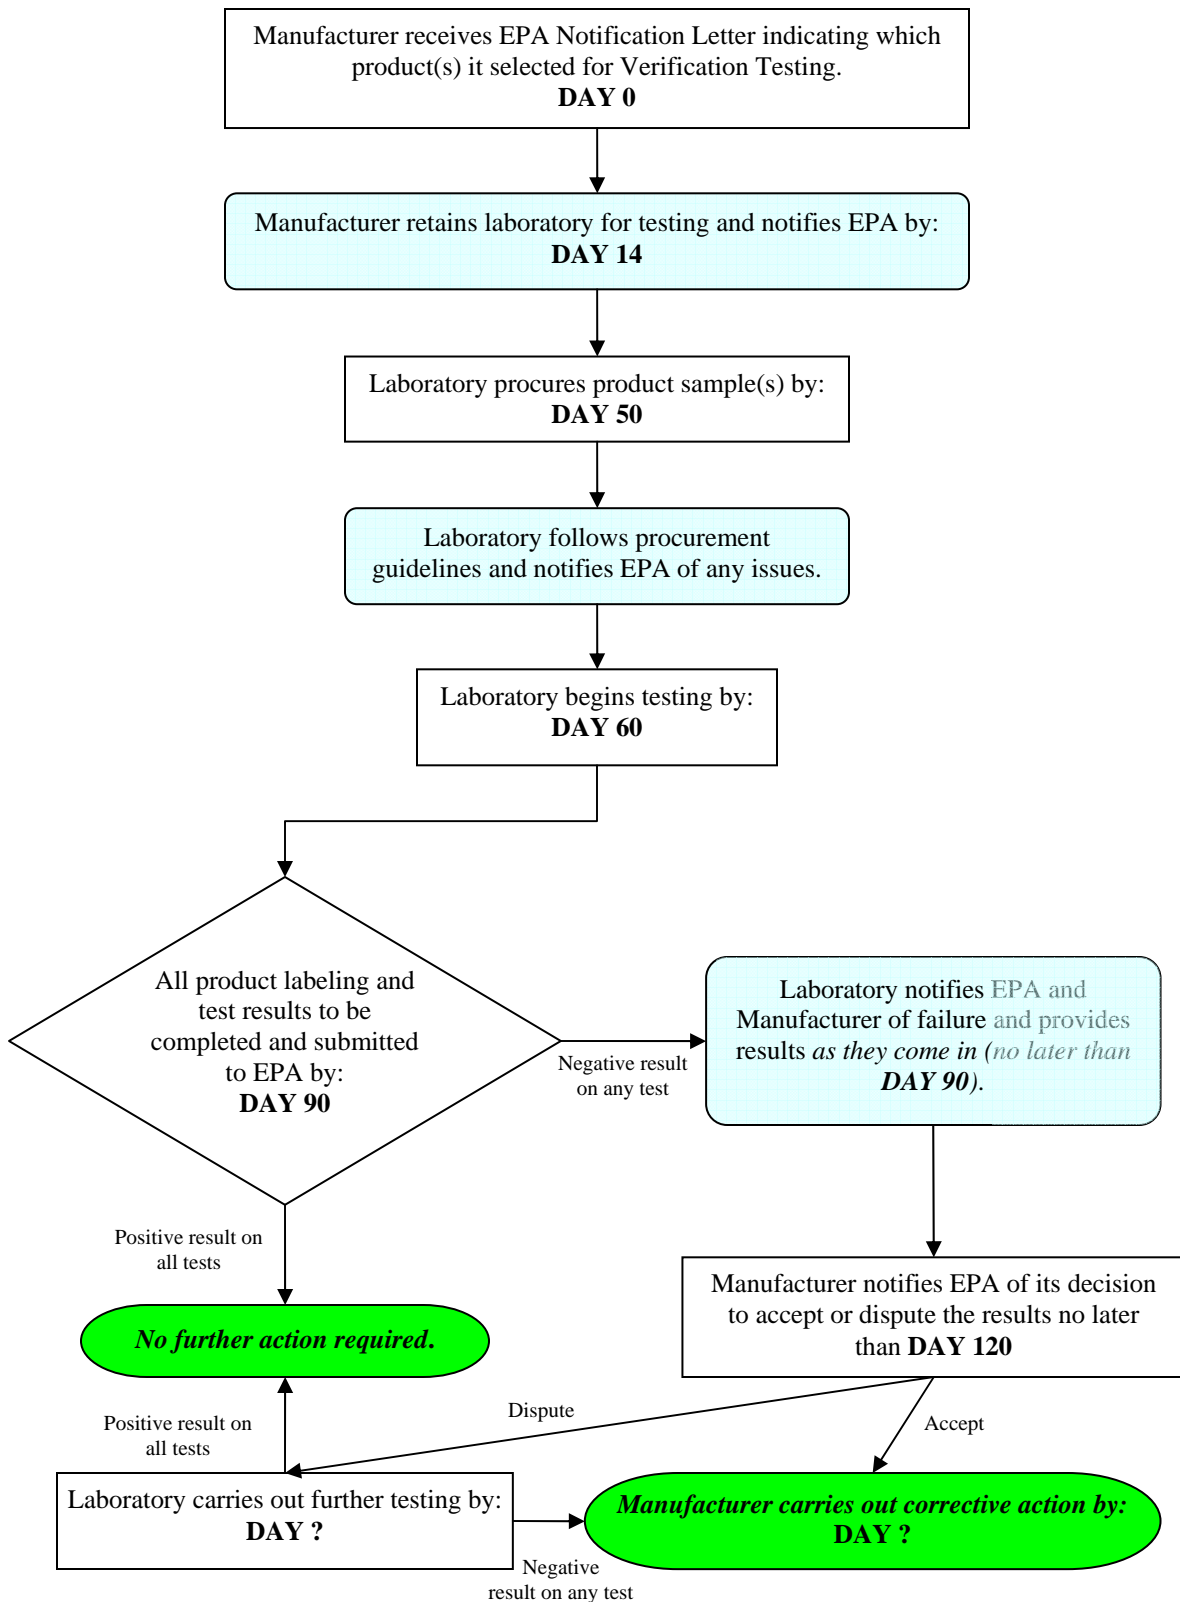 Manufacturer receives EPA Notification Letter indicating which
product(s) it selected for Verification Testing.
DAY 0
Manufacturer retains laboratory for testing and notifies EPA by:
DAY 14
Laboratory procures product sample(s) by:
DAY 50
Laboratory follows procurement
guidelines and notifies EPA of any issues.
Laboratory begins testing by:
DAY 60
All product labeling and
test results to be
completed and submitted
to EPA by:
DAY 90
Negative result
on any test
Laboratory notifies EPA and
Manufacturer of failure and provides
results as they come in (no later than
DAY 90).
Positive result on
all tests
Manufacturer notifies EPA of its decision
to accept or dispute the results no later
than DAY 120
No further action required.
Positive result on
all tests
Dispute
Accept
Laboratory carries out further testing by:
DAY ?
Negative
result on any test
Manufacturer carries out corrective action by:
DAY ?